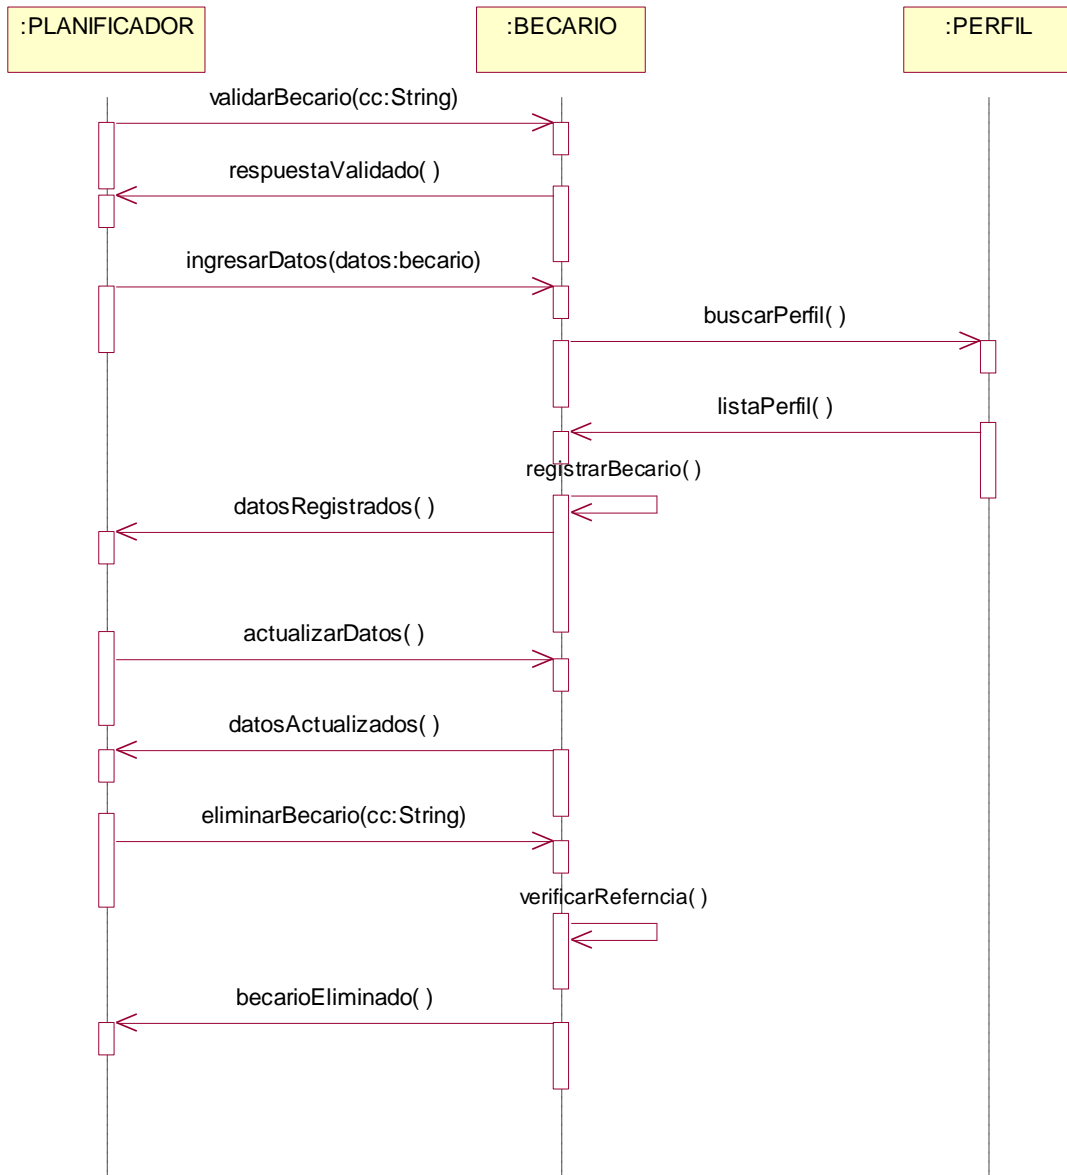 :PLANIFICADOR
:BECARIO
:PERFIL
validarBecario(cc:String)
respuestaValidado( )
ingresarDatos(datos:becario)
buscarPerfil( )
listaPerfil( )
registrarBecario( )
datosRegistrados( )
actualizarDatos( )
datosActualizados( )
eliminarBecario(cc:String)
verificarReferncia( )
becarioEliminado( )